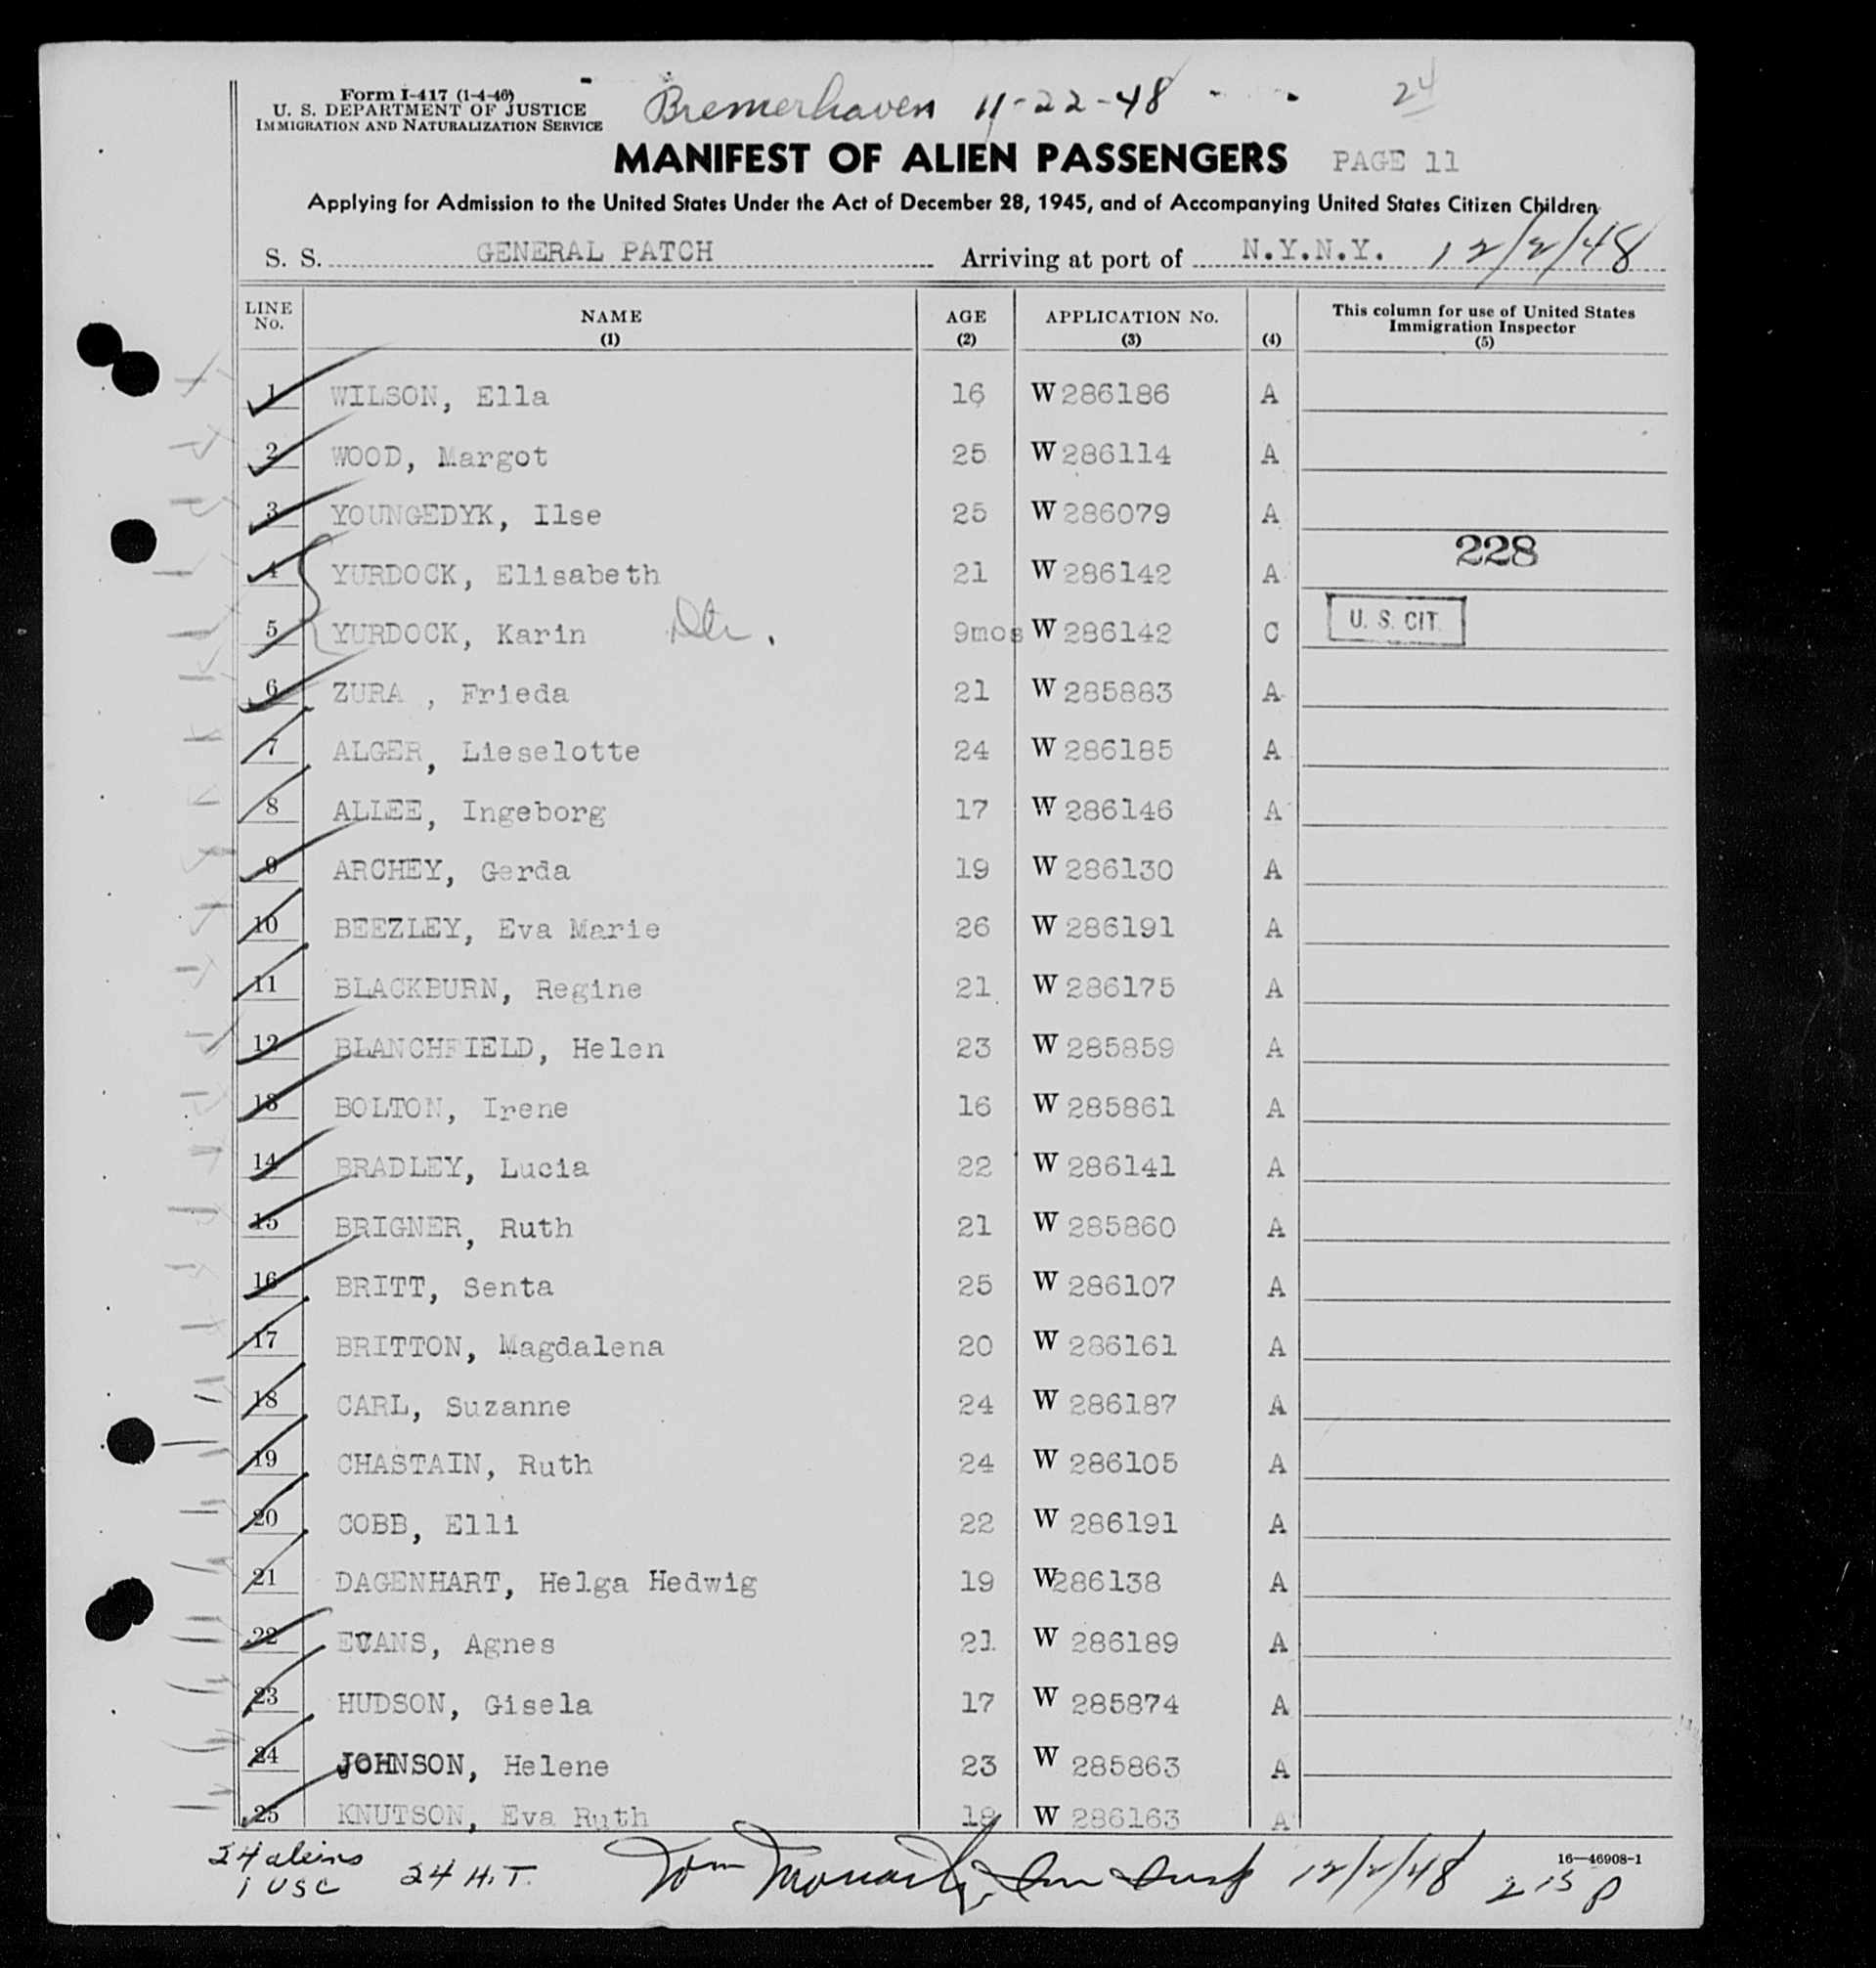 Form I-417 (1-4-46)
U. S. DEPARTMENT OF JUSTICE
IMMIGRATION AND NATURALIZATION SERVICE
Bremerhaven 11-22-48
24
MANIFEST OF ALIEN PASSENGERS PAGE 11
Applying for Admission to the United States Under the Act of December 28, 1945, and of Accompanying United States Citizen Children
S. S. GENERAL PATCH Arriving at port of N.Y.N.Y. 12/2/48
LINE No. NAME (1) AGE (2) APPLICATION No. (3) (4) This column for use of United States Immigration Inspector (5)
1 WILSON, Ella 16 W 286186 A
2 WOOD, Margot 25 W 286114 A
3 YOUNGEDYK, Ilse 25 W 286079 A
4 YURDOCK, Elisabeth 21 W 286142 A 228
5 YURDOCK, Karin Dtr. 9mos W 286142 C U. S. CIT.
6 ZURA , Frieda 21 W 285883 A
7 ALGER, Lieselotte 24 W 286185 A
8 ALLEE, Ingeborg 17 W 286146 A
9 ARCHEY, Gerda 19 W 286130 A
10 BEEZLEY, Eva Marie 26 W 286191 A
11 BLACKBURN, Regine 21 W 286175 A
12 BLANCHFIELD, Helen 23 W 285859 A
13 BOLTON, Irene 16 W 285861 A
14 BRADLEY, Lucia 22 W 286141 A
15 BRIGNER, Ruth 21 W 285860 A
16 BRITT, Senta 25 W 286107 A
17 BRITTON, Magdalena 20 W 286161 A
18 CARL, Suzanne 24 W 286187 A
19 CHASTAIN, Ruth 24 W 286105 A
20 COBB, Elli 22 W 286191 A
21 DAGENHART, Helga Hedwig 19 W286138 A
22 EVANS, Agnes 21 W 286189 A
23 HUDSON, Gisela 17 W 285874 A
24 JOHNSON, Helene 23 W 285863 A
25 KNUTSON, Eva Ruth 18 W 286163 A
16—46908-1
24 aliens 24 H.T. Tom 12/2/48 2 15 P
1 USC